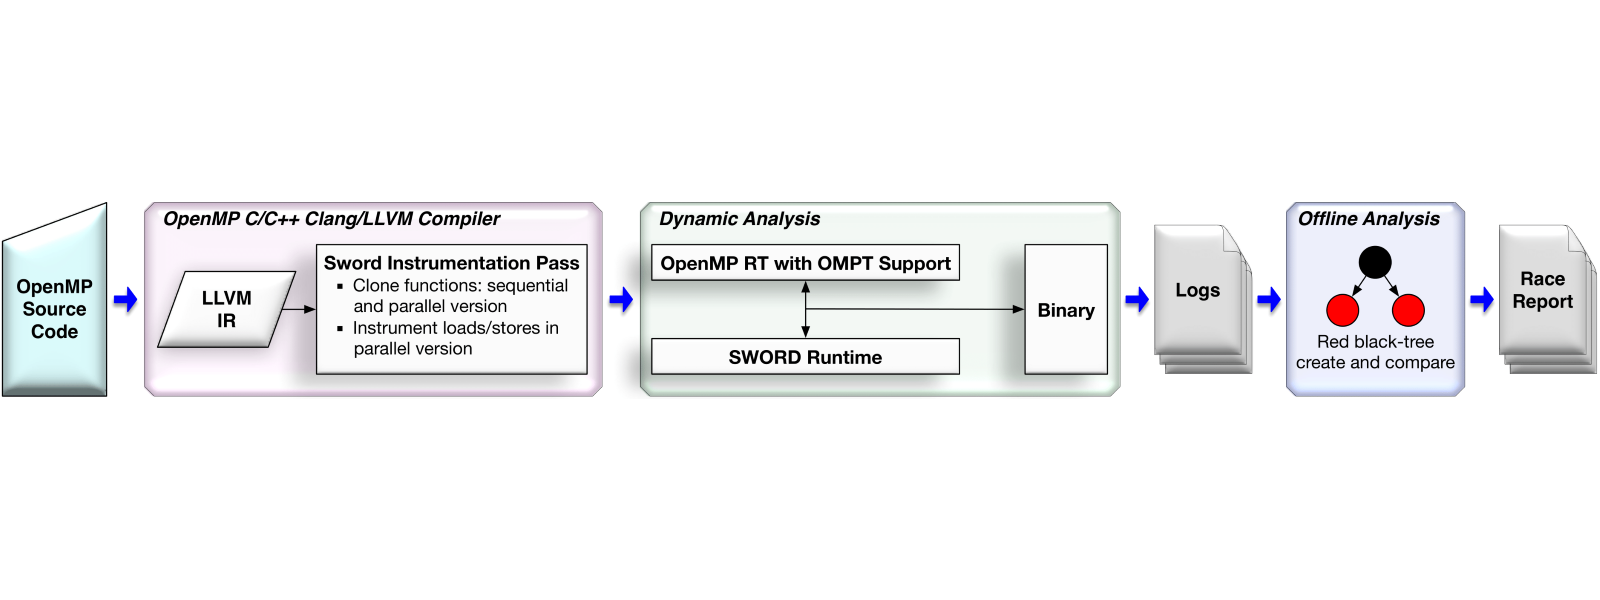 OpenMP
Source
Code
OpenMP C/C++ Clang/LLVM Compiler
LLVM
IR
Sword Instrumentation Pass
▪ Clone functions: sequential
and parallel version
▪ Instrument loads/stores in
parallel version
Dynamic Analysis
OpenMP RT with OMPT Support
SWORD Runtime
Binary
Logs
Offline Analysis
Red black-tree
create and compare
Race
Report